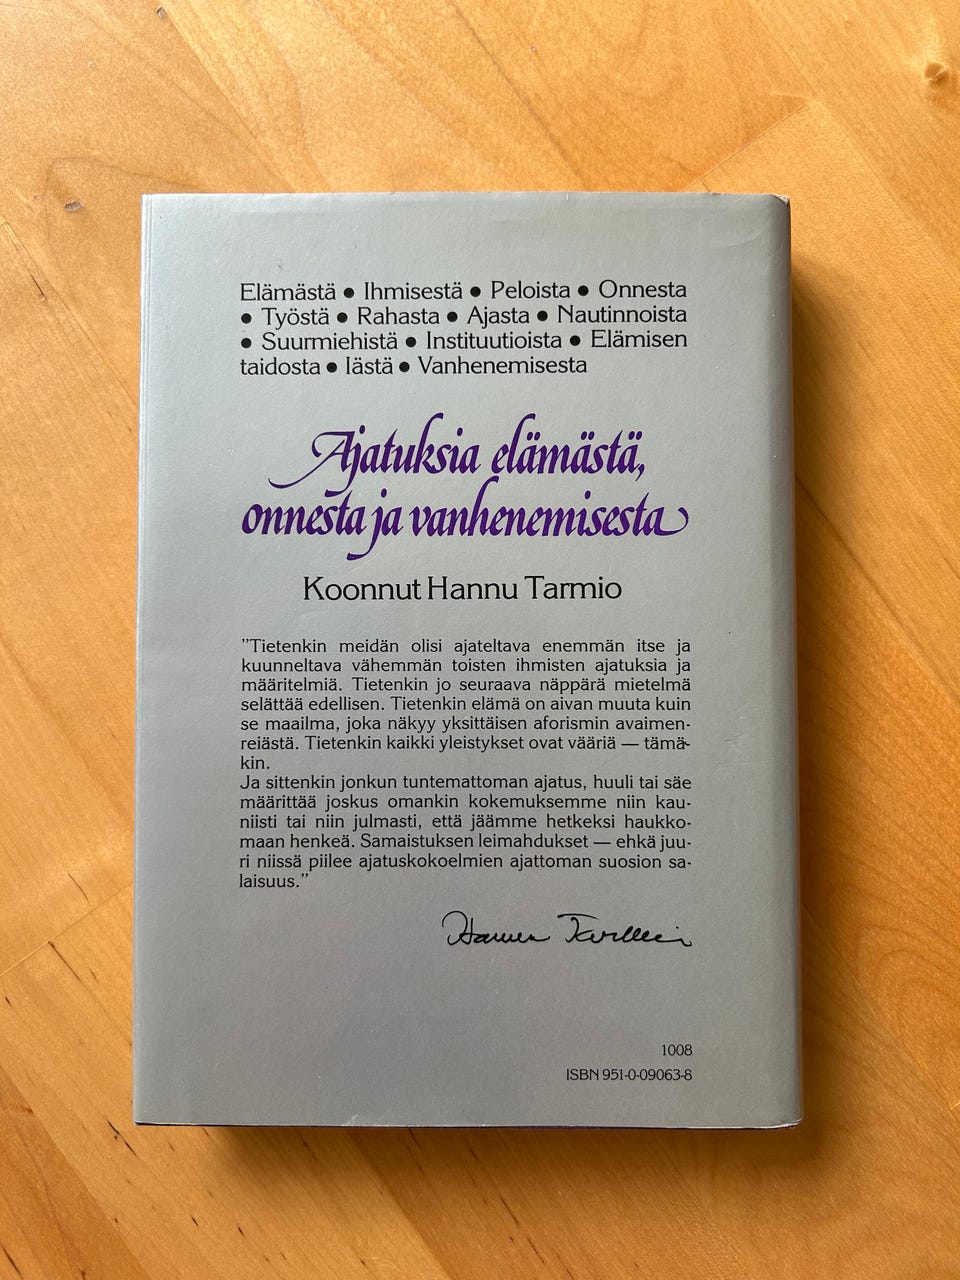 Elämästä ● Ihmisestä ● Peloista ● Onnesta
● Työstä ● Rahasta ● Ajasta ● Nautinnoista
● Suurmiehistä ● Instituutioista ● Elämisen
taidosta ● Iästä ● Vanhenemisesta
Ajatuksia elämästä,
onnesta ja vanhenemisesta
Koonnut Hannu Tarmio
”Tietenkin meidän olisi ajateltava enemmän itse ja
kuunneltava vähemmän toisten ihmisten ajatuksia ja
määritelmiä. Tietenkin jo seuraava näppärä mietelmä
selättää edellisen. Tietenkin elämä on aivan muuta kuin
se maailma, joka näkyy yksittäisen aforismin avaimen-
reiästä. Tietenkin kaikki yleistykset ovat vääriä — tämä-
kin.
Ja sittenkin jonkun tuntemattoman ajatus, huuli tai säe
määrittää joskus omankin kokemuksemme niin kau-
niisti tai niin julmasti, että jäämme hetkeksi haukko-
maan henkeä. Samaistuksen leimahdukset — ehkä juu-
ri niissä piilee ajatuskokoelmien ajattoman suosion sa-
laisuus.”
Hannu Tarmio
1008
ISBN 951-0-09063-8